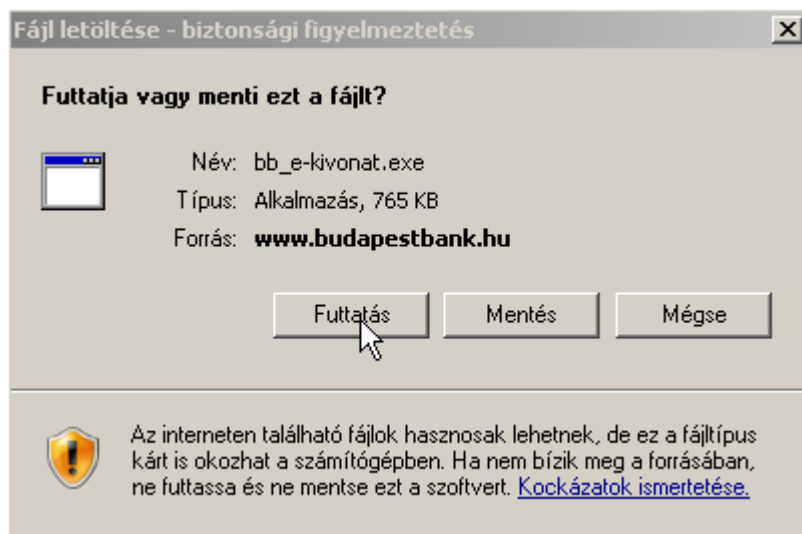 Fájl letöltése - biztonsági figyelmeztetés
Futtatja vagy menti ezt a fájlt?
Név: bb_e-kivonat.exe
Típus: Alkalmazás, 765 KB
Forrás: www.budapestbank.hu
Futtatás Mentés Mégse
Az interneten található fájlok hasznosak lehetnek, de ez a fájltípus
kárt is okozhat a számítógépben. Ha nem bízik meg a forrásában,
ne futtassa és ne mentse ezt a szoftvert. Kockázatok ismertetése.